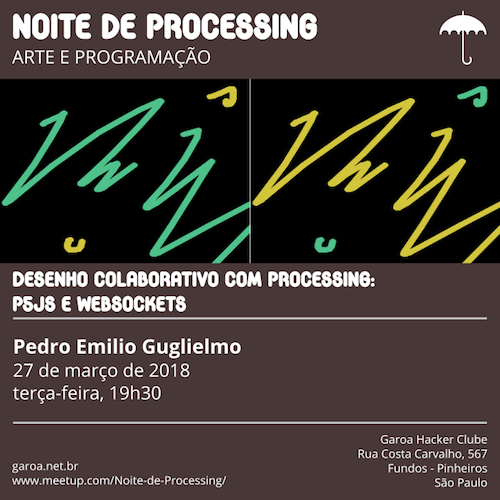 NOITE DE PROCESSING
ARTE E PROGRAMAÇÃO
DESENHO COLABORATIVO COM PROCESSING:
P5JS E WEBSOCKETS
Pedro Emilio Guglielmo
27 de março de 2018
terça-feira, 19h30
Garoa Hacker Clube
Rua Costa Carvalho, 567
Fundos - Pinheiros
São Paulo
garoa.net.br
www.meetup.com/Noite-de-Processing/